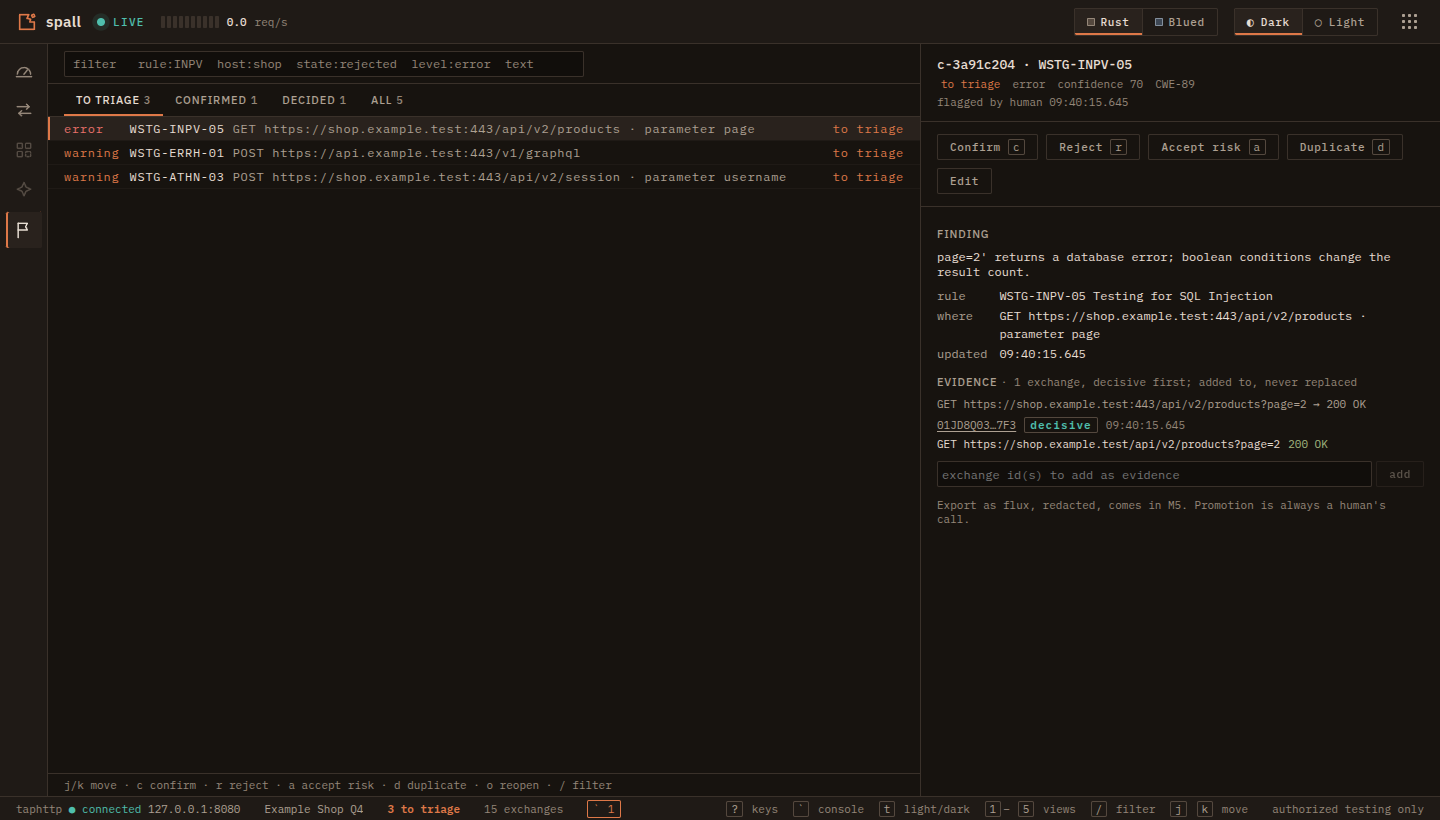 spall LIVE 0.0 req/s Rust Blued Dark Light
filter rule:INPV host:shop state:rejected level:error text
TO TRIAGE 3 CONFIRMED 1 DECIDED 1 ALL 5
error WSTG-INPV-05 GET https://shop.example.test:443/api/v2/products · parameter page to triage
warning WSTG-ERRH-01 POST https://api.example.test:443/v1/graphql to triage
warning WSTG-ATHN-03 POST https://shop.example.test:443/api/v2/session · parameter username to triage
j/k move · c confirm · r reject · a accept risk · d duplicate · o reopen · / filter
c-3a91c204 · WSTG-INPV-05
to triage error confidence 70 CWE-89
flagged by human 09:40:15.645
Confirm c Reject r Accept risk a Duplicate d
Edit
FINDING
page=2' returns a database error; boolean conditions change the
result count.
rule WSTG-INPV-05 Testing for SQL Injection
where GET https://shop.example.test:443/api/v2/products ·
parameter page
updated 09:40:15.645
EVIDENCE · 1 exchange, decisive first; added to, never replaced
GET https://shop.example.test:443/api/v2/products?page=2 → 200 OK
01JD8Q03…7F3 decisive 09:40:15.645
GET https://shop.example.test/api/v2/products?page=2 200 OK
exchange id(s) to add as evidence add
Export as flux, redacted, comes in M5. Promotion is always a human's
call.
taphttp connected 127.0.0.1:8080 Example Shop Q4 3 to triage 15 exchanges ` 1 ? keys ` console t light/dark 1 – 5 views / filter j k move authorized testing only